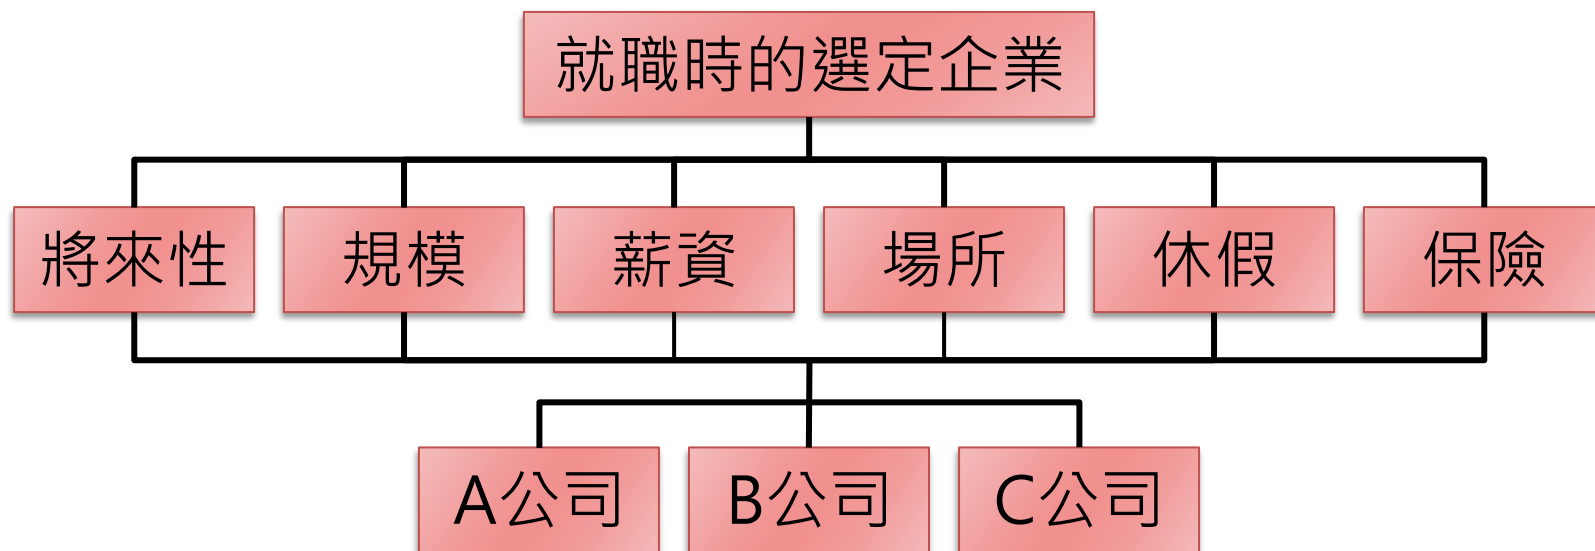 就職時的選定企業
將來性
規模
薪資
場所
休假
保險
A公司
B公司
C公司